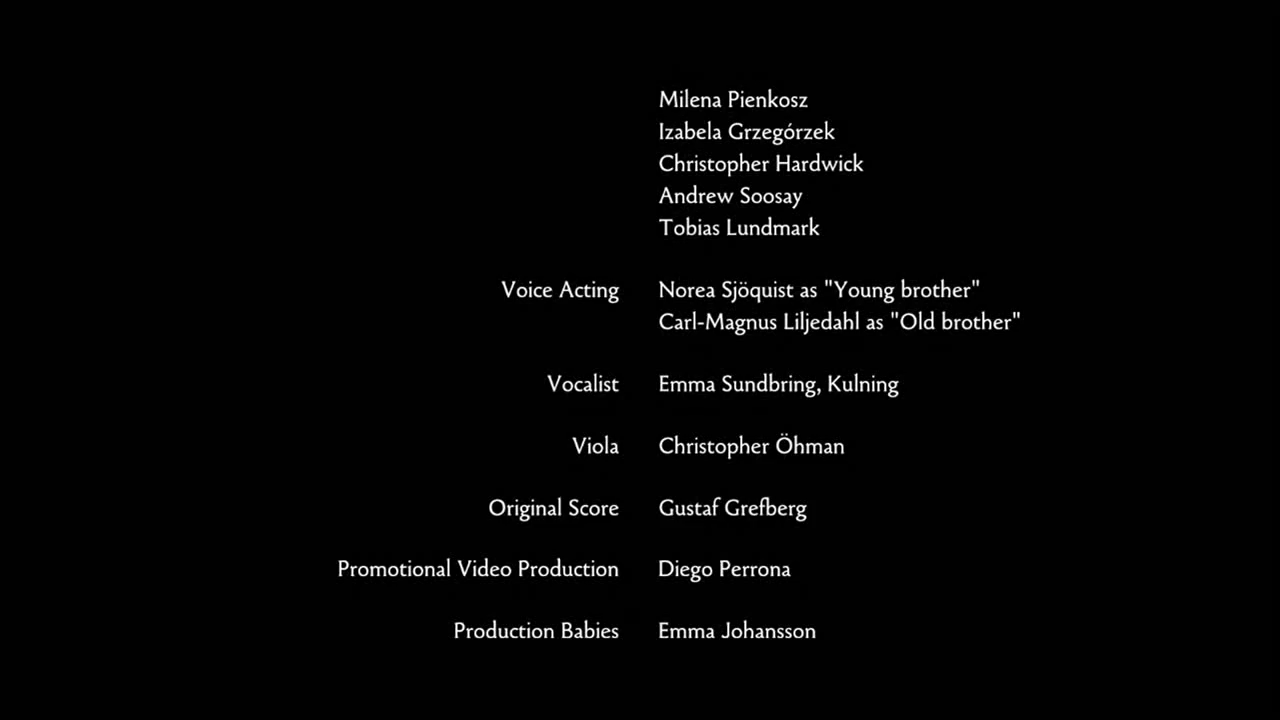 Milena Pienkosz
Izabela Grzegórzek
Christopher Hardwick
Andrew Soosay
Tobias Lundmark
Voice Acting Norea Sjöquist as "Young brother"
Carl-Magnus Liljedahl as "Old brother"
Vocalist Emma Sundbring, Kulning
Viola Christopher Öhman
Original Score Gustaf Grefberg
Promotional Video Production Diego Perrona
Production Babies Emma Johansson